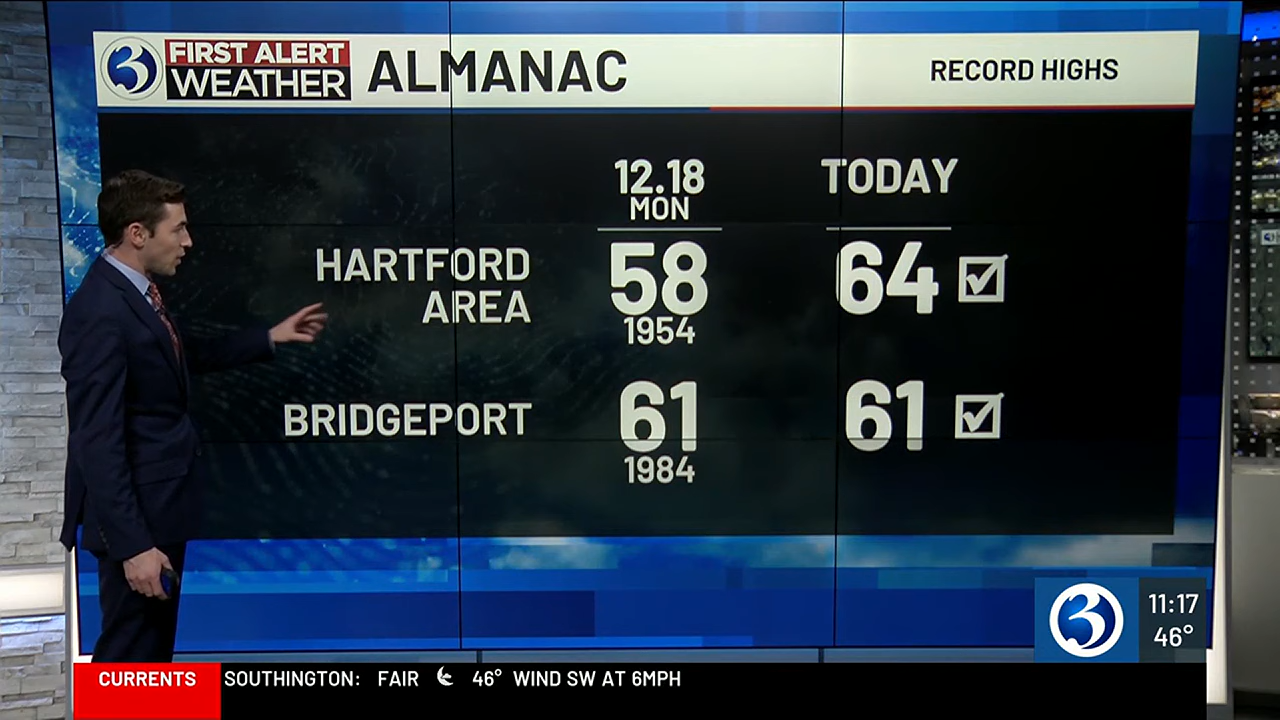 3 FIRST ALERT
WEATHER
ALMANAC
RECORD HIGHS
12.18
MON
TODAY
HARTFORD
AREA
58
1954
64
BRIDGEPORT
61
1984
61
3
11:17
46°
CURRENTS
SOUTHINGTON: FAIR 46° WIND SW AT 6MPH